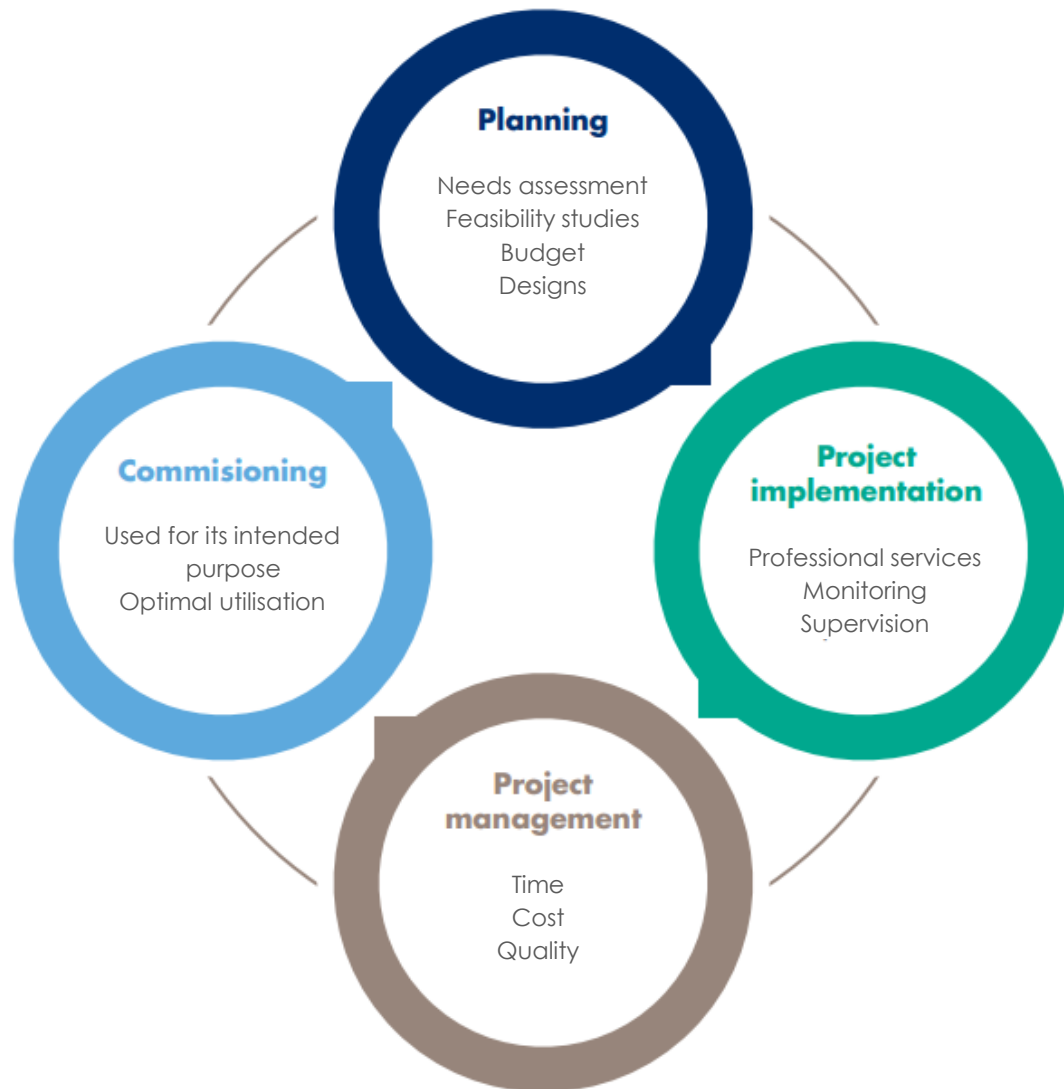 Planning
Needs assessment
Feasibility studies
Budget
Designs
Project
implementation
Professional services
Monitoring
Supervision
Project
management
Time
Cost
Quality
Commisioning
Used for its intended
purpose
Optimal utilisation